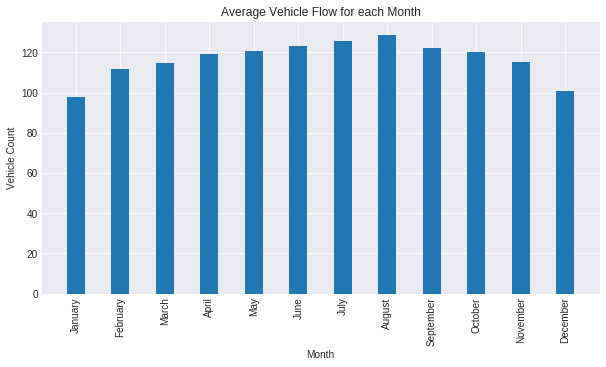 Average Vehicle Flow for each Month
Vehicle Count
120
100
80
60
40
20
0
January
February
March
April
May
June
July
August
September
October
November
December
Month